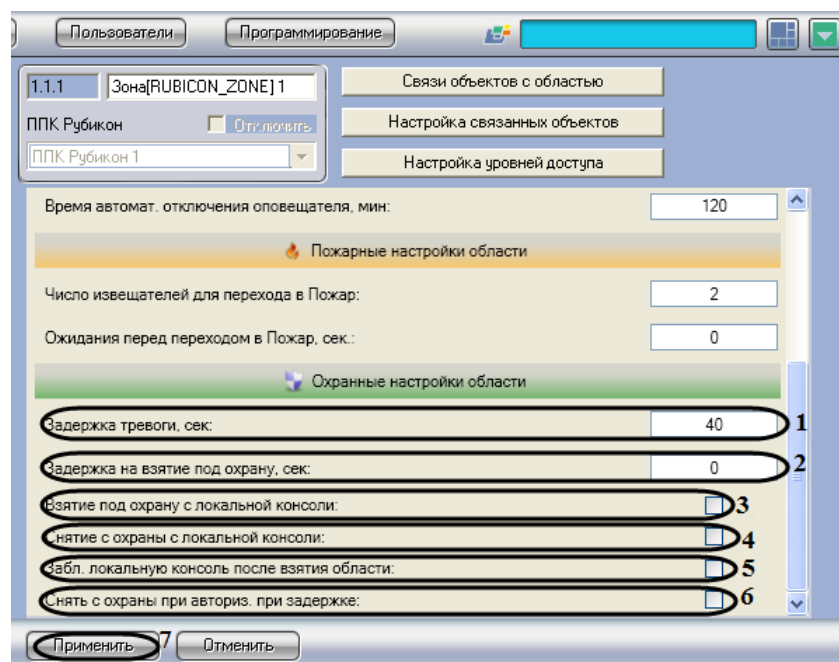 Пользователи Программирование
1.1.1 Зона[RUBICON_ZONE] 1
ППК Рубикон Отключить
ППК Рубикон 1
Связи объектов с областью
Настройка связанных объектов
Настройка уровней доступа
Время автомат. отключения оповещателя, мин: 120
Пожарные настройки области
Число извещателей для перехода в Пожар: 2
Ожидания перед переходом в Пожар, сек.: 0
Охранные настройки области
Задержка тревоги, сек: 40 1
Задержка на взятие под охрану, сек: 0 2
Взятие под охрану с локальной консоли: 3
Снятие с охраны с локальной консоли: 4
Забл. локальную консоль после взятия области: 5
Снять с охраны при авториз. при задержке: 6
Применить 7 Отменить